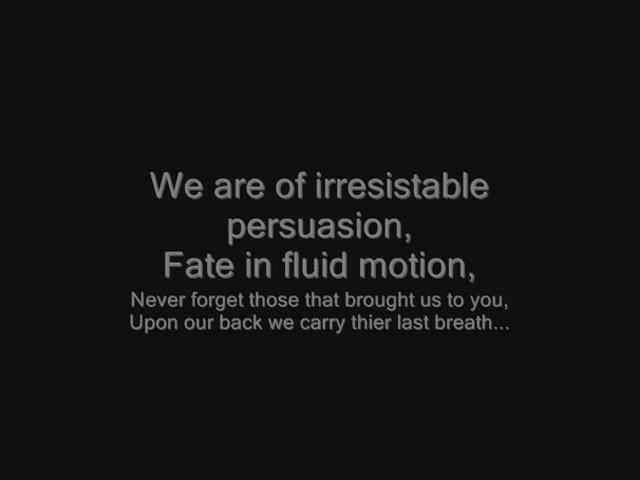 We are of irresistable
persuasion,
Fate in fluid motion,
Never forget those that brought us to you,
Upon our back we carry thier last breath...